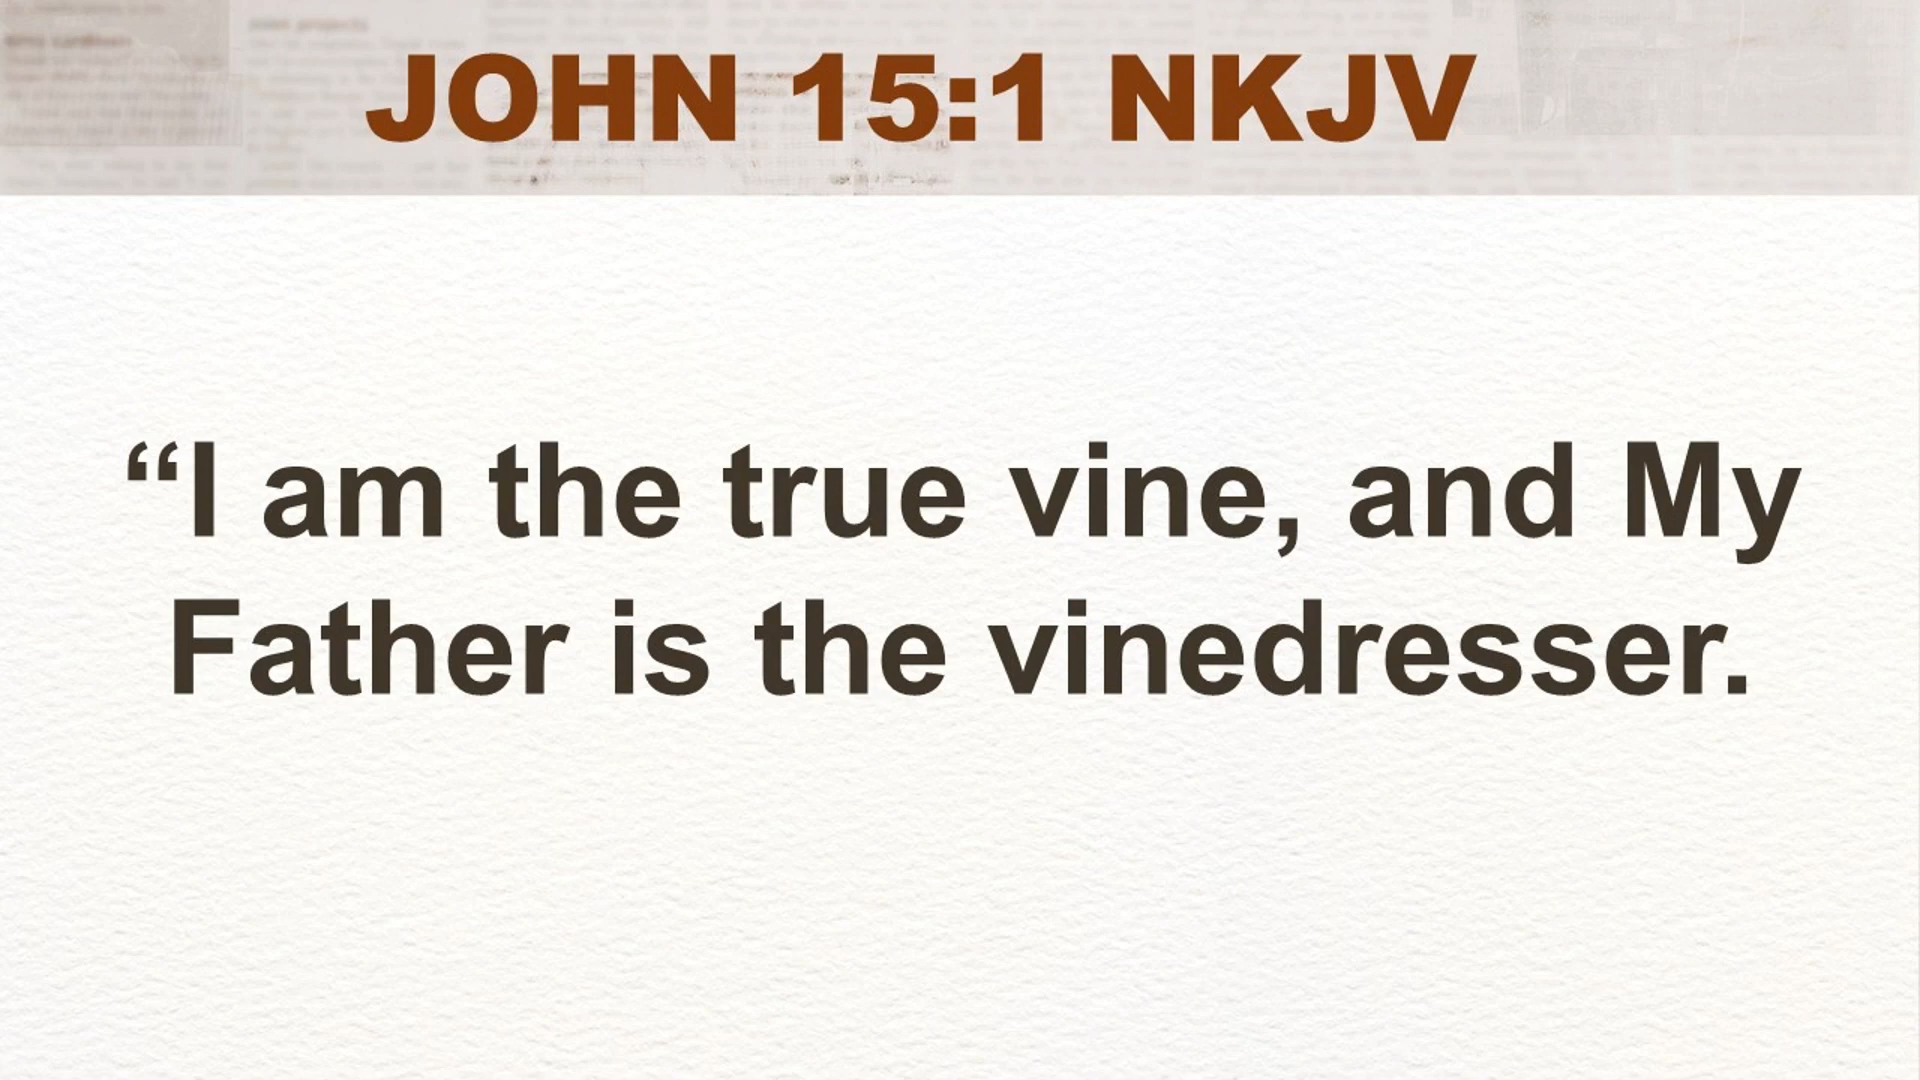 JOHN 15:1 NKJV
“I am the true vine, and My
Father is the vinedresser.